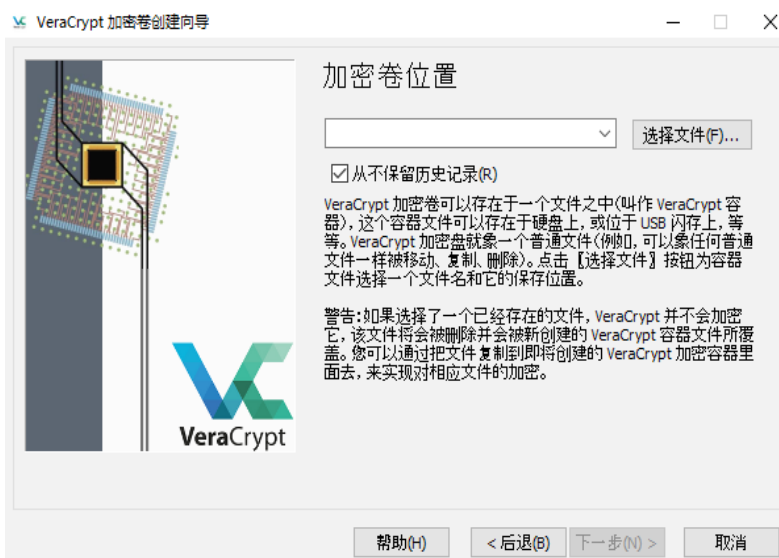 VeraCrypt 加密卷创建向导
加密卷位置
选择文件(F)...
从不保留历史记录(R)
VeraCrypt 加密卷可以存在于一个文件之中(叫作 VeraCrypt 容
器)，这个容器文件可以存在于硬盘上，或位于 USB 闪存上，等
等。VeraCrypt 加密盘就象一个普通文件(例如，可以象任何普通
文件一样被移动、复制、删除)。点击〖选择文件〗按钮为容器
文件选择一个文件名和它的保存位置。
警告:如果选择了一个已经存在的文件，VeraCrypt 并不会加密
它，该文件将会被删除并会被新创建的 VeraCrypt 容器文件所覆
盖。您可以通过把文件复制到即将创建的 VeraCrypt 加密容器里
面去，来实现对相应文件的加密。
VeraCrypt
帮助(H)
< 后退(B)
下一步(N) >
取消